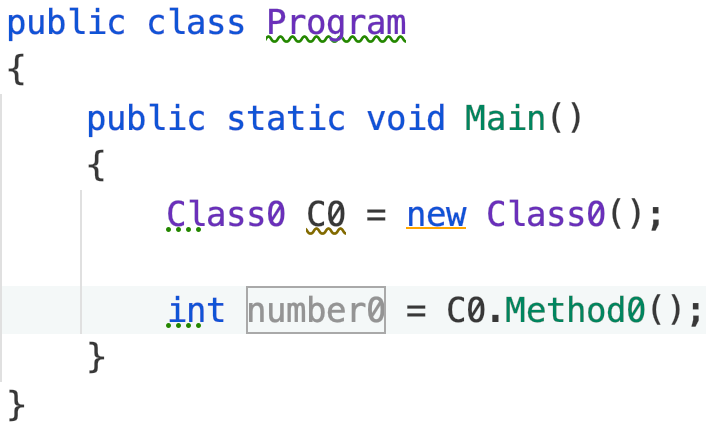 public class Program
{
    public static void Main()
    {
        Class0 C0 = new Class0();
        int number0 = C0.Method0();
    }
}